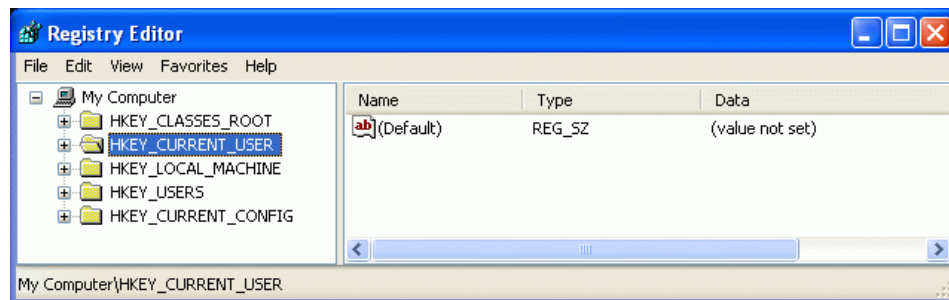 Registry Editor
File Edit View Favorites Help
My Computer
HKEY_CLASSES_ROOT
HKEY_CURRENT_USER
HKEY_LOCAL_MACHINE
HKEY_USERS
HKEY_CURRENT_CONFIG
Name Type Data
ab (Default) REG_SZ (value not set)
My Computer\HKEY_CURRENT_USER